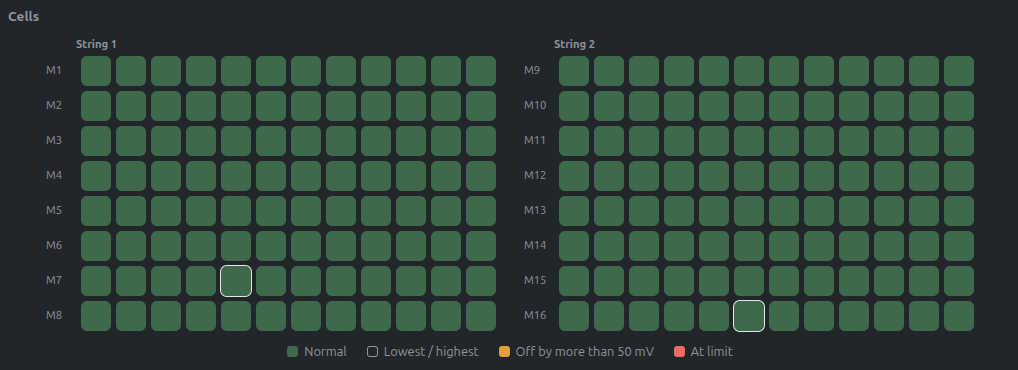 Cells
String 1
String 2
M1
M9
M2
M10
M3
M11
M4
M12
M5
M13
M6
M14
M7
M15
M8
M16
Normal
Lowest / highest
Off by more than 50 mV
At limit